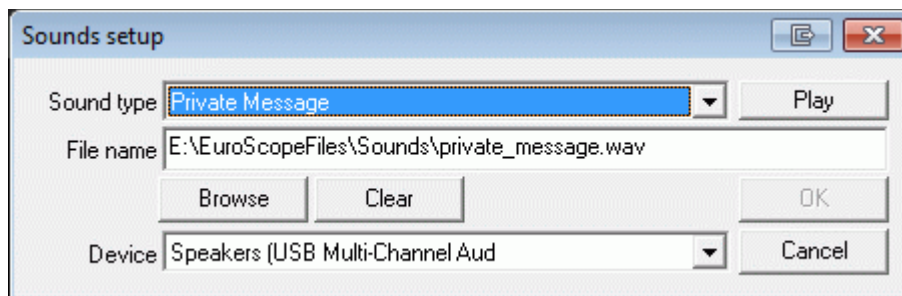 Sounds setup
Sound type Private Message Play
File name E:\EuroScopeFiles\Sounds\private_message.wav
Browse Clear OK
Device Speakers (USB Multi-Channel Aud Cancel